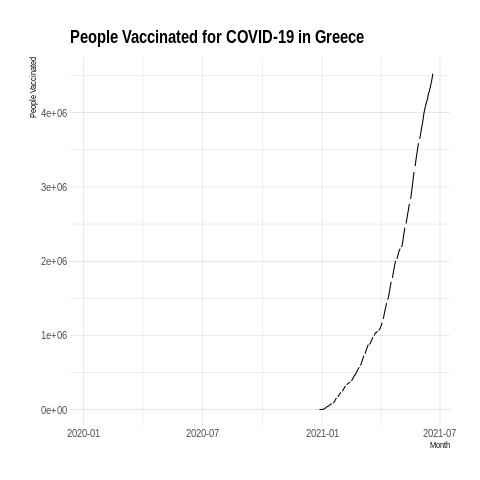 People Vaccinated for COVID-19 in Greece
People Vaccinated
4e+06
3e+06
2e+06
1e+06
0e+00
2020-01 2020-07 2021-01 2021-07
Month